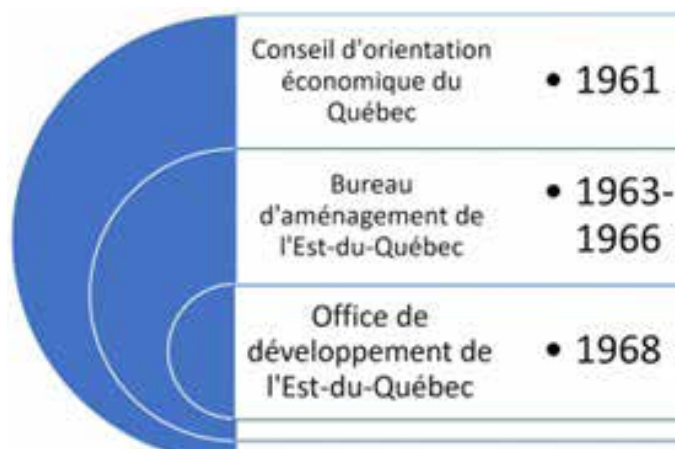 Conseil d'orientation
économique du
Québec
• 1961
Bureau
d'aménagement de
l'Est-du-Québec
• 1963-
1966
Office de
développement de
l'Est-du-Québec
• 1968